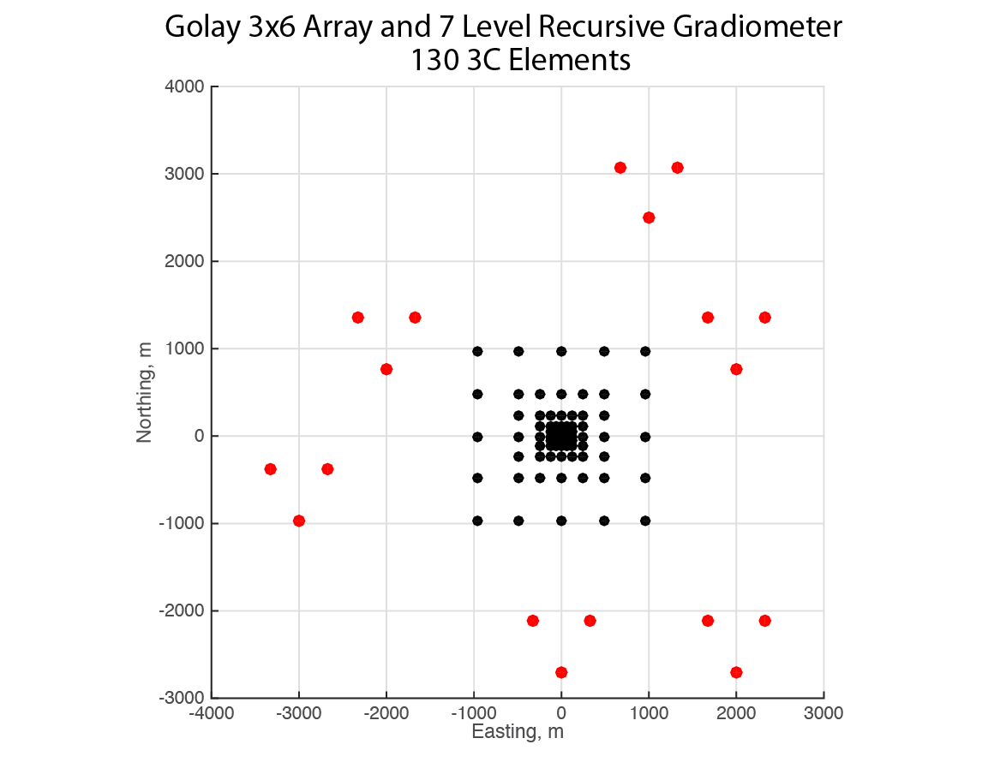 Golay 3x6 Array and 7 Level Recursive Gradiometer
130 3C Elements
4000
3000
2000
1000
0
-1000
-2000
-3000
Northing, m
-4000 -3000 -2000 -1000 0 1000 2000 3000
Easting, m